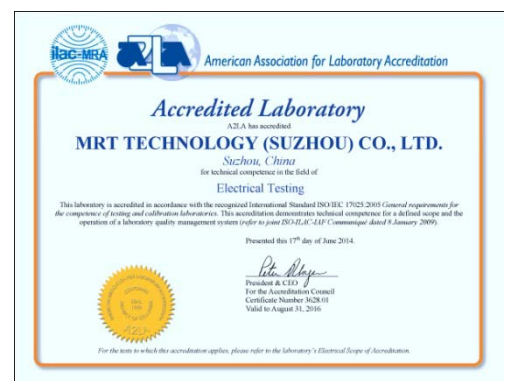 ilac-MRA
A2LA
American Association for Laboratory Accreditation
Accredited Laboratory
A2LA has accredited
MRT TECHNOLOGY (SUZHOU) CO., LTD.
Suzhou, China
for technical competence in the field of
Electrical Testing
This laboratory is accredited in accordance with the recognized International Standard ISO/IEC 17025:2005 General requirements for
the competence of testing and calibration laboratories. This accreditation demonstrates technical competence for a defined scope and the
operation of a laboratory quality management system (refer to joint ISO-ILAC-IAF Communiqué dated 8 January 2009).
Presented this 17th day of June 2014.
President & CEO
For the Accreditation Council
Certificate Number 3628.01
Valid to August 31, 2016
A2LA
For the tests to which this accreditation applies, please refer to the laboratory's Electrical Scope of Accreditation.